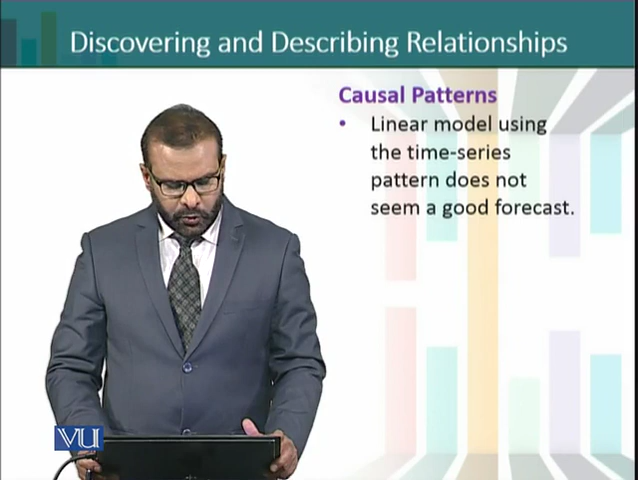 Discovering and Describing Relationships
Causal Patterns
• Linear model using
the time-series
pattern does not
seem a good forecast.
VU